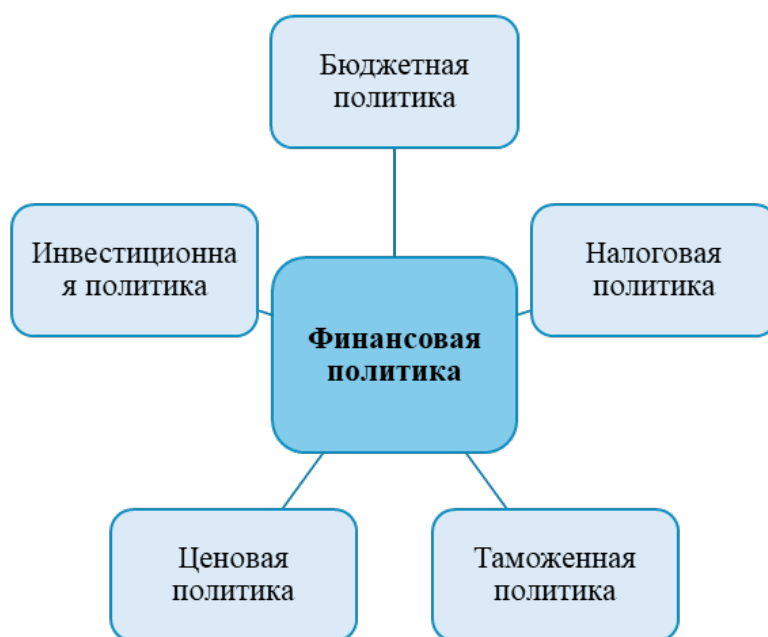 Бюджетная
политика
Инвестиционна
я политика
Налоговая
политика
Финансовая
политика
Ценовая
политика
Таможенная
политика